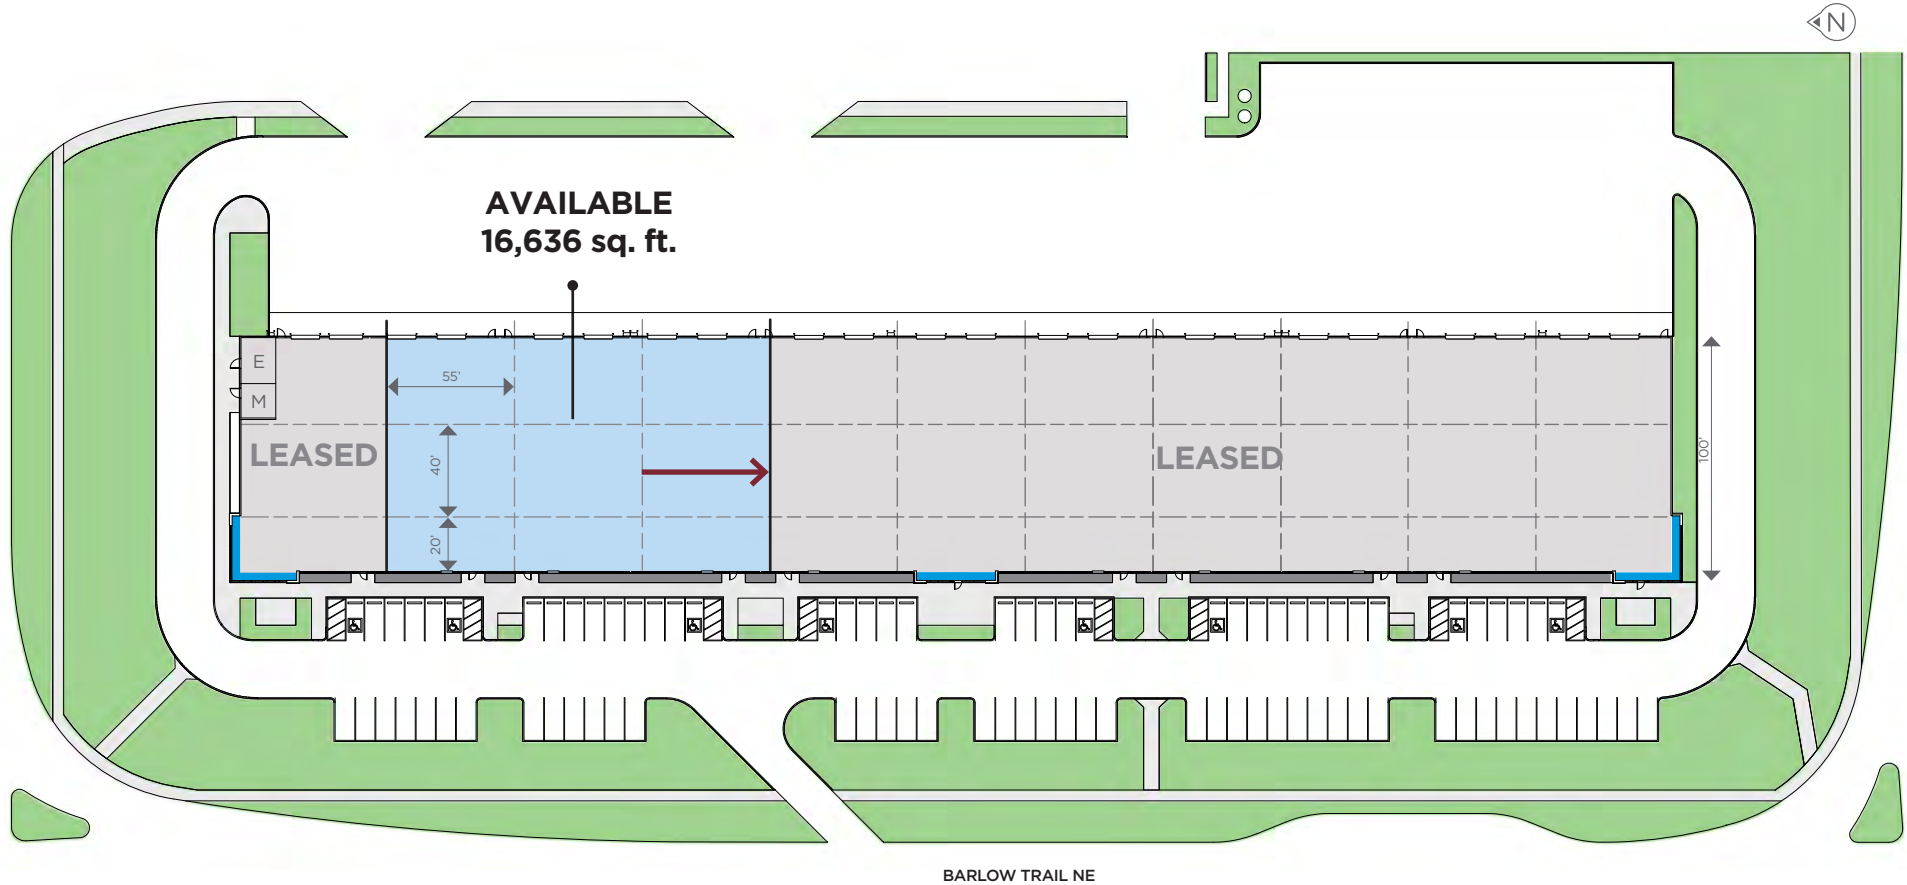 N
AVAILABLE
16,636 sq. ft.
E
M
55'
LEASED
40'
20'
LEASED
100'
BARLOW TRAIL NE